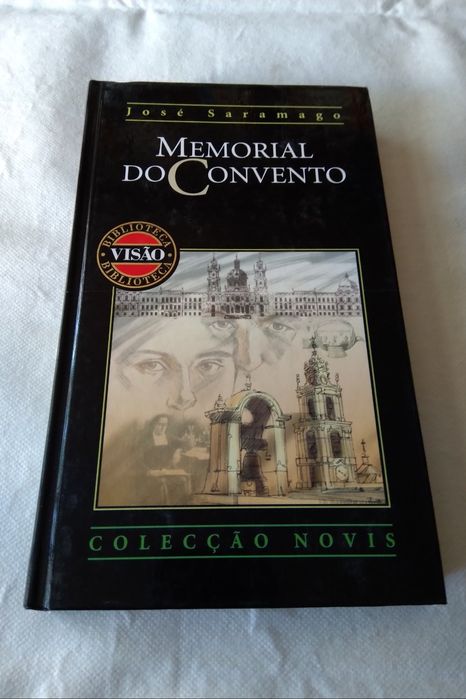 José Saramago
MEMORIAL
DO CONVENTO
BIBLIOTECA
VISÃO
BIBLIOTECA
COLECÇÃO NOVIS